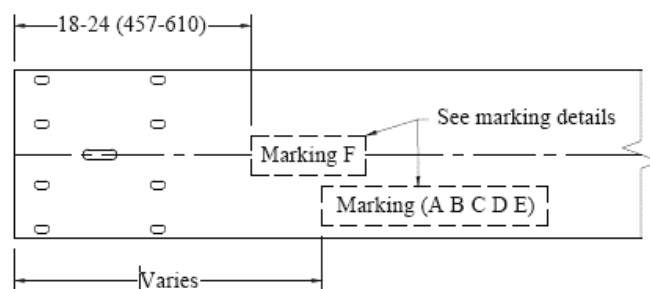 18-24 (457-610)
See marking details
Marking F
Marking (A B C D E)
Varies